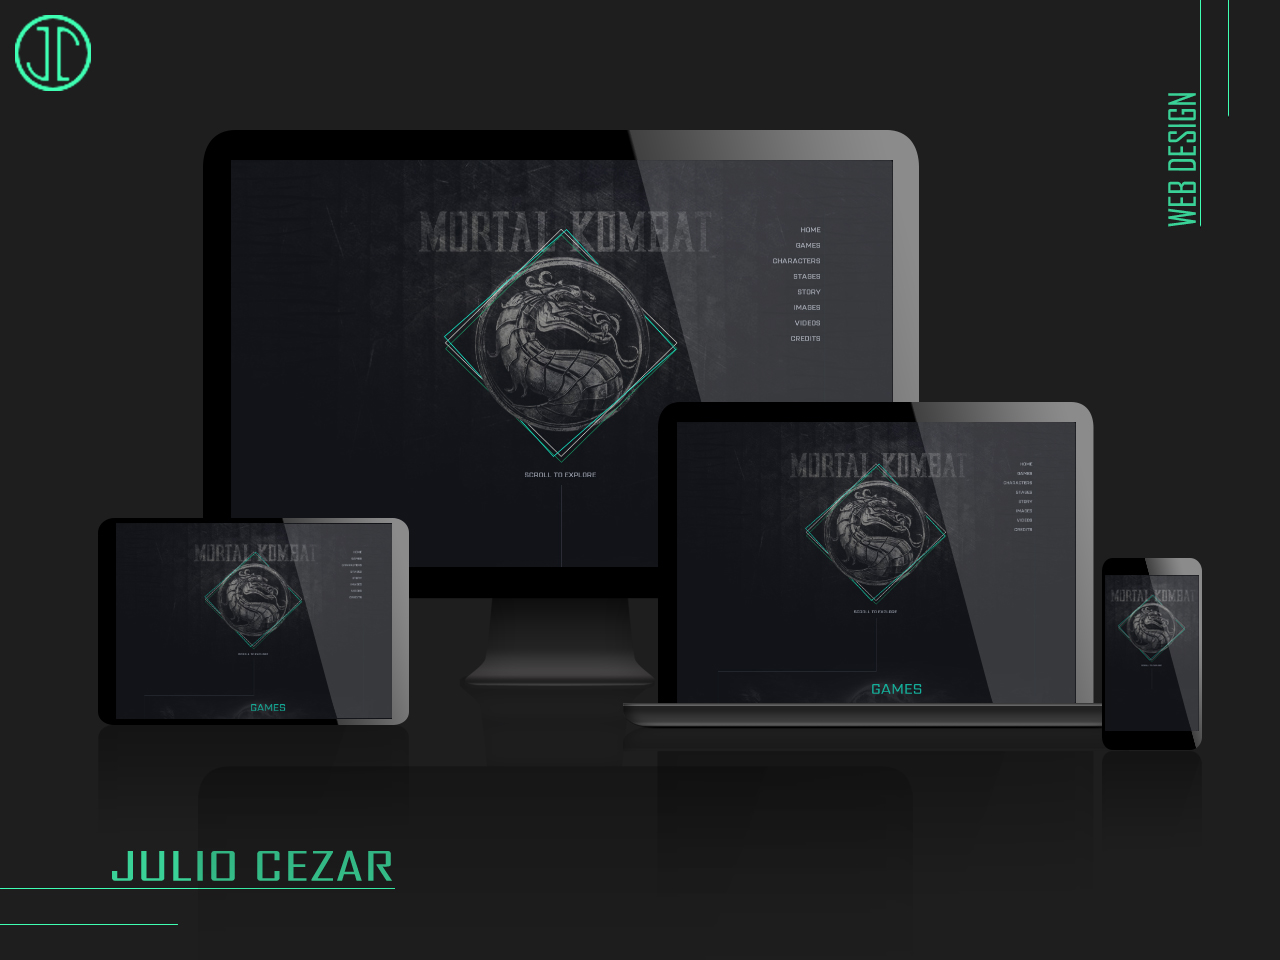 JC
WEB DESIGN
MORTAL KOMBAT
HOME
GAMES
CHARACTERS
STAGES
STORY
IMAGES
VIDEOS
CREDITS
SCROLL TO EXPLORE
MORTAL KOMBAT
HOME
GAMES
CHARACTERS
STAGES
STORY
IMAGES
VIDEOS
CREDITS
SCROLL TO EXPLORE
GAMES
MORTAL KOMBAT
GAMES
MORTAL KOMBAT
JULIO CEZAR